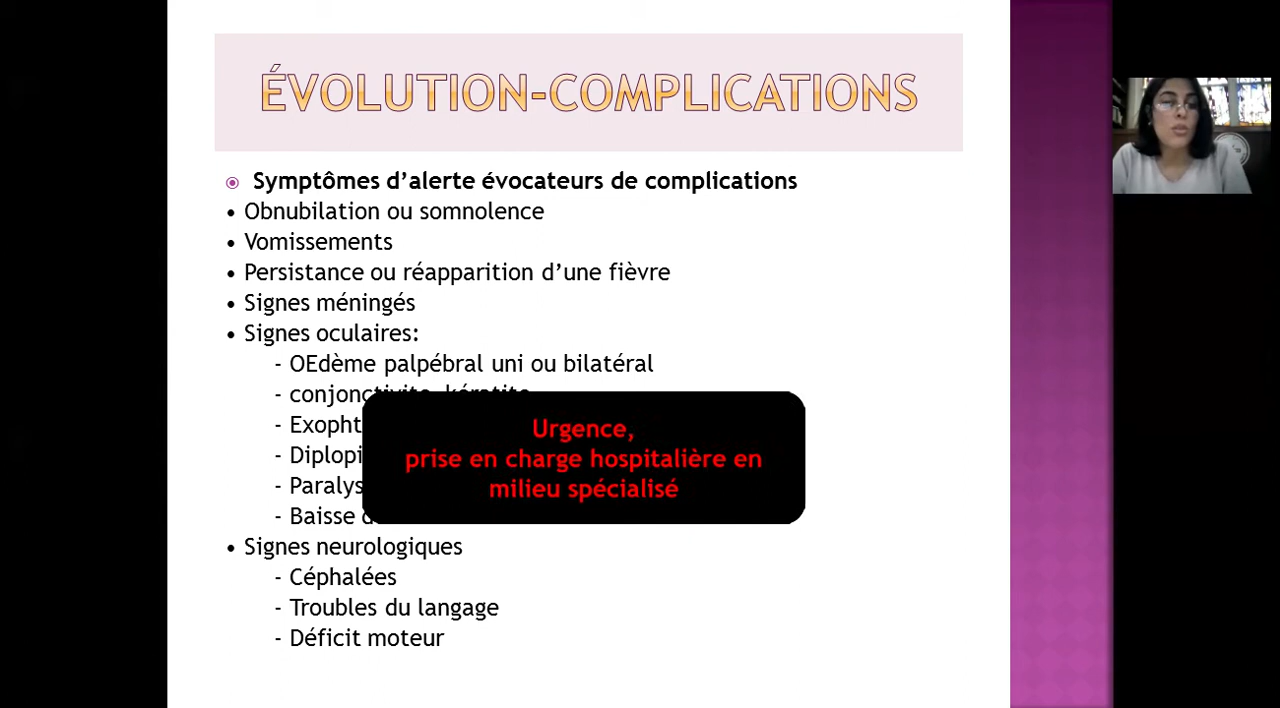 ÉVOLUTION-COMPLICATIONS
Symptômes d'alerte évocateurs de complications
• Obnubilation ou somnolence
• Vomissements
• Persistance ou réapparition d'une fièvre
• Signes méningés
• Signes oculaires:
- OEdème palpébral uni ou bilatéral
- conjonctivite, kératite
- Exopht
- Diplopi
- Paralys
- Baisse d
Urgence,
prise en charge hospitalière en
milieu spécialisé
• Signes neurologiques
- Céphalées
- Troubles du langage
- Déficit moteur